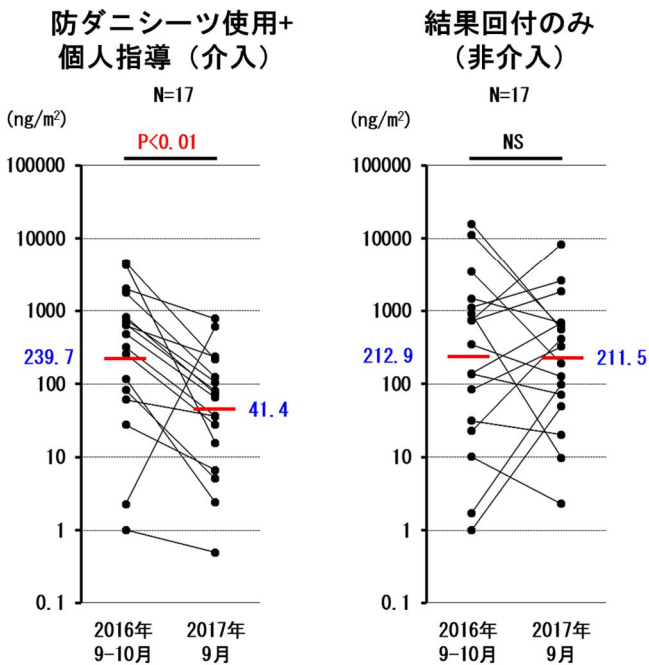 防ダニシーツ使用+
個人指導（介入）
N=17
(ng/m²)
P<0.01
100000
10000
1000
100
10
1
0.1
239.7
41.4
2016年
9-10月
2017年
9月
結果回付のみ
（非介入）
N=17
(ng/m²)
NS
100000
10000
1000
100
10
1
0.1
212.9
211.5
2016年
9-10月
2017年
9月